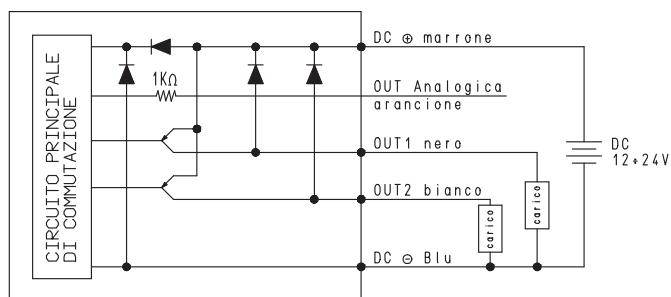 CIRCUITO PRINCIPALE
DI COMMUTAZIONE
1KΩ
DC ⊕ marrone
OUT Analogica
arancione
OUT1 nero
OUT2 bianco
DC ⊖ Blu
carico
carico
DC
12÷24V